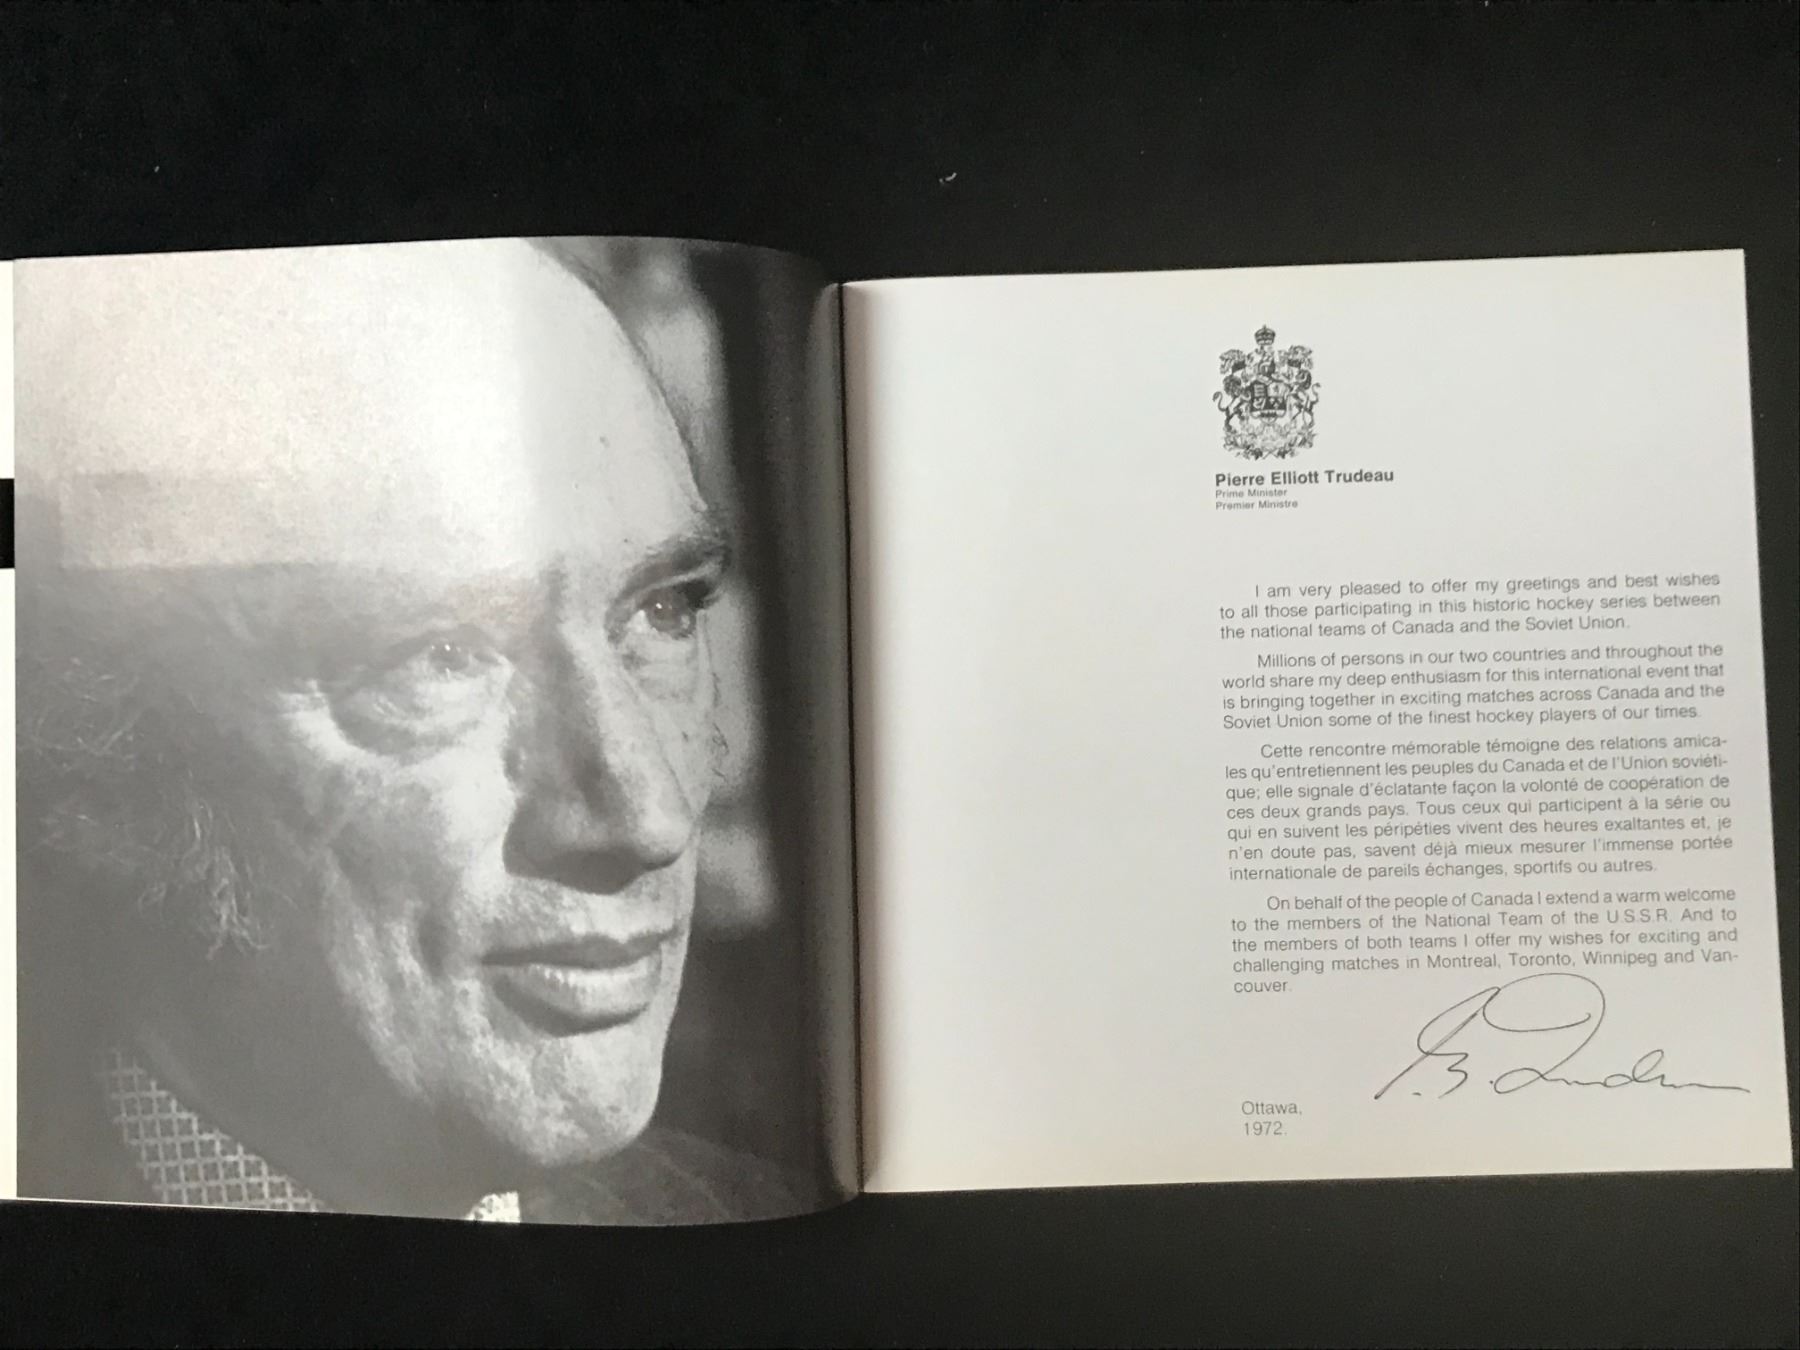 Pierre Elliott Trudeau
Prime Minister
Premier Ministre
I am very pleased to offer my greetings and best wishes
to all those participating in this historic hockey series between
the national teams of Canada and the Soviet Union.
Millions of persons in our two countries and throughout the
world share my deep enthusiasm for this international event that
is bringing together in exciting matches across Canada and the
Soviet Union some of the finest hockey players of our times.
Cette rencontre mémorable témoigne des relations amica-
les qu'entretiennent les peuples du Canada et de l'Union soviéti-
que; elle signale d'éclatante façon la volonté de coopération de
ces deux grands pays. Tous ceux qui participent à la série ou
qui en suivent les péripéties vivent des heures exaltantes et, je
n'en doute pas, savent déjà mieux mesurer l'immense portée
internationale de pareils échanges, sportifs ou autres.
On behalf of the people of Canada I extend a warm welcome
to the members of the National Team of the U.S.S.R. And to
the members of both teams I offer my wishes for exciting and
challenging matches in Montreal, Toronto, Winnipeg and Van-
couver.
Ottawa,
1972.